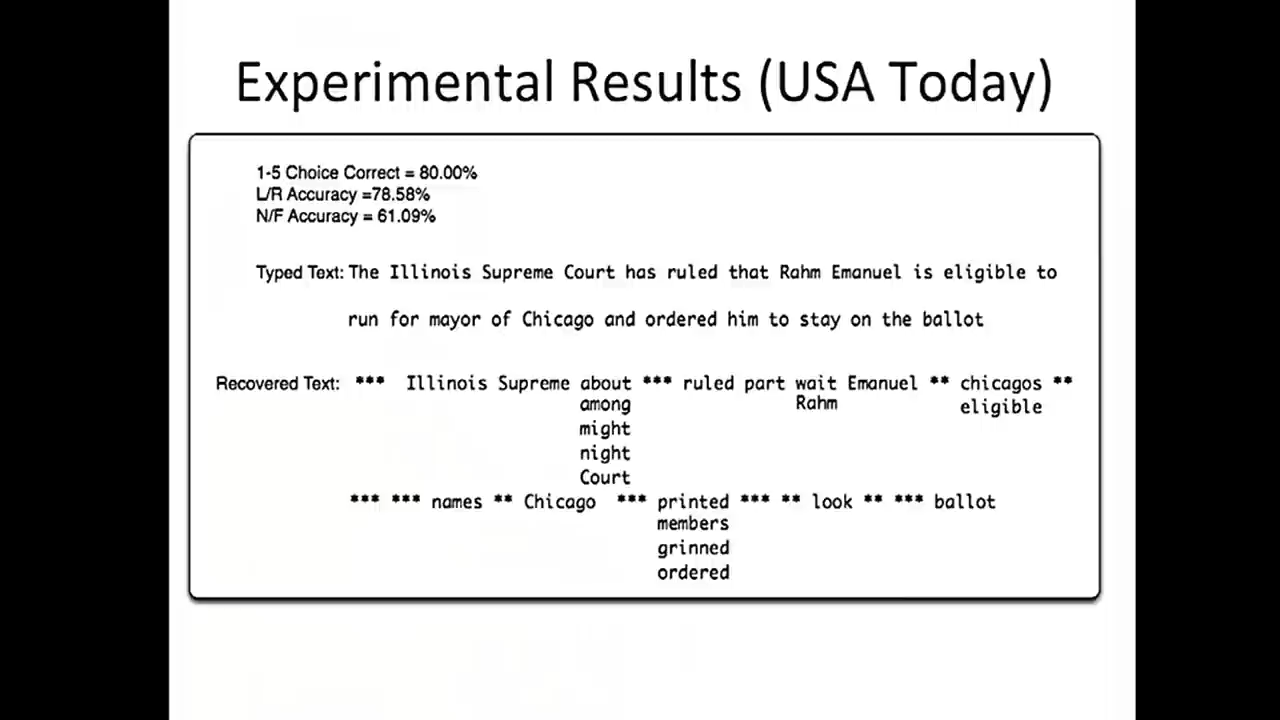 Experimental Results (USA Today)
1-5 Choice Correct = 80.00%
L/R Accuracy =78.58%
N/F Accuracy = 61.09%
Typed Text: The Illinois Supreme Court has ruled that Rahm Emanuel is eligible to
run for mayor of Chicago and ordered him to stay on the ballot
Recovered Text: *** Illinois Supreme about *** ruled part wait Emanuel ** chicagos **
among Rahm eligible
might
night
Court
*** *** names ** Chicago *** printed *** ** look ** *** ballot
members
grinned
ordered